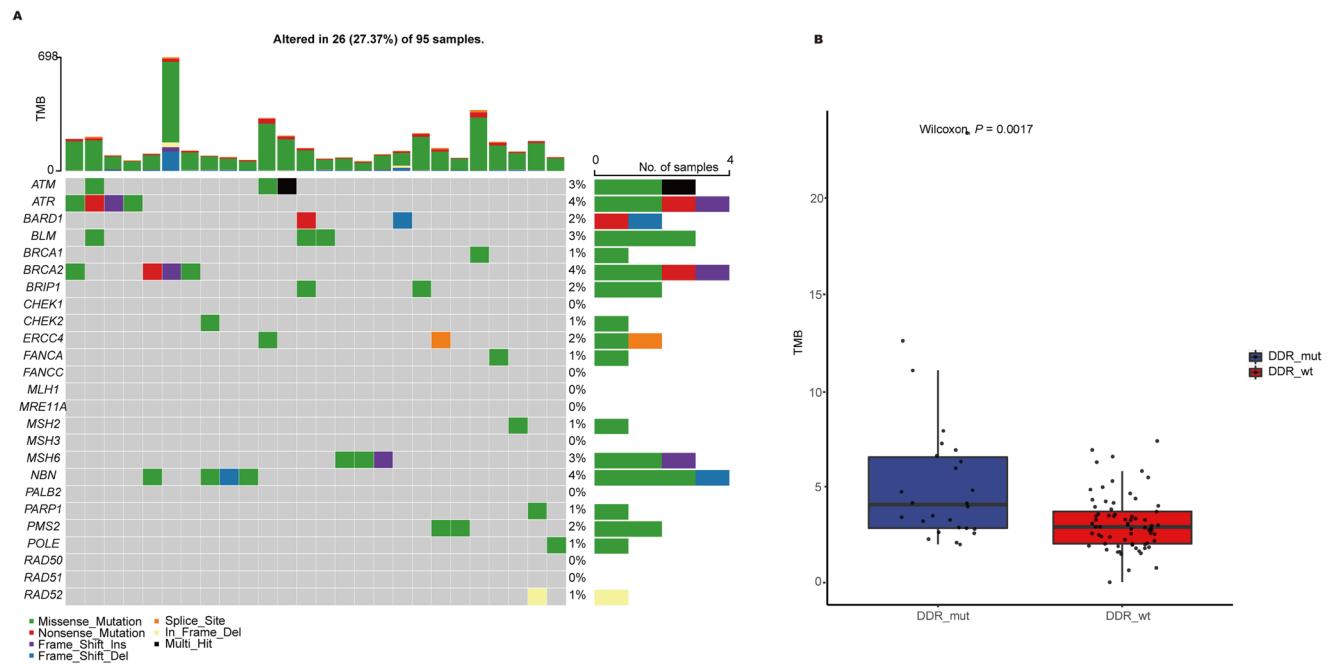 A
Altered in 26 (27.37%) of 95 samples.
698
TMB
0
0 4
No. of samples
ATM 3%
ATR 4%
BARD1 2%
BLM 3%
BRCA1 1%
BRCA2 4%
BRIP1 2%
CHEK1 0%
CHEK2 1%
ERCC4 2%
FANCA 1%
FANCC 0%
MLH1 0%
MRE11A 0%
MSH2 1%
MSH3 0%
MSH6 3%
NBN 4%
PALB2 0%
PARP1 1%
PMS2 2%
POLE 1%
RAD50 0%
RAD51 0%
RAD52 1%
Missense_Mutation
Nonsense_Mutation
Frame_Shift_Ins
Frame_Shift_Del
Splice_Site
In_Frame_Del
Multi_Hit
B
Wilcoxon, P = 0.0017
20
15
10
5
0
TMB
DDR_mut
DDR_wt
DDR_mut
DDR_wt